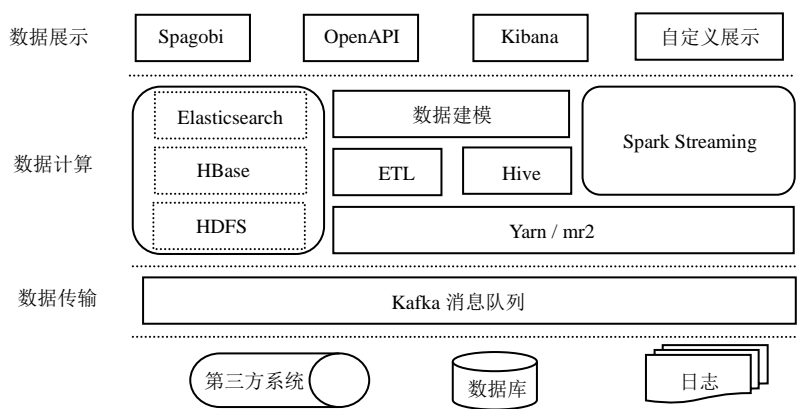 数据展示
Spagobi
OpenAPI
Kibana
自定义展示
数据计算
Elasticsearch
HBase
HDFS
数据建模
ETL
Hive
Yarn / mr2
Spark Streaming
数据传输
Kafka 消息队列
第三方系统
数据库
日志